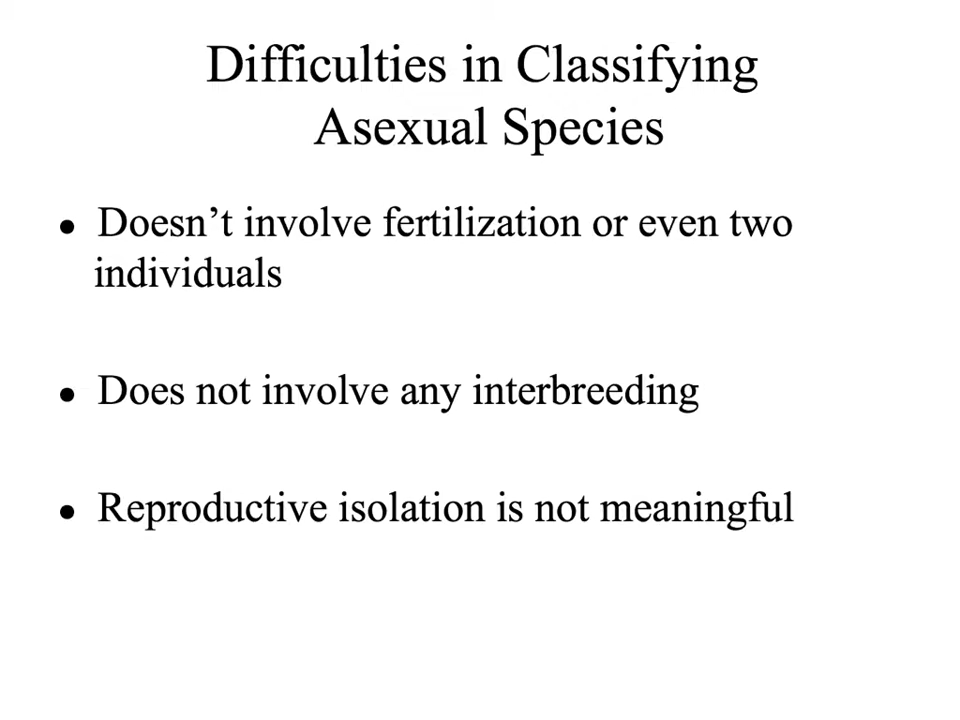 Difficulties in Classifying
Asexual Species
• Doesn’t involve fertilization or even two
individuals
• Does not involve any interbreeding
• Reproductive isolation is not meaningful